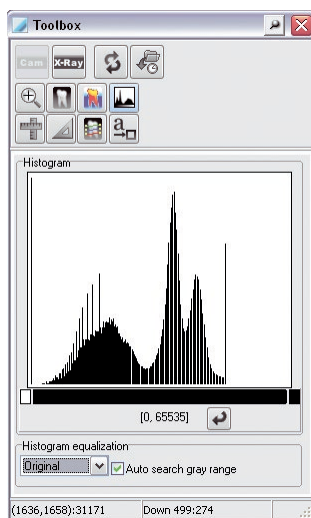 Toolbox
Cam X-Ray
a
Histogram
[0, 65535]
Histogram equalization
Original Auto search gray range
(1636,1658):31171 Down 499:274